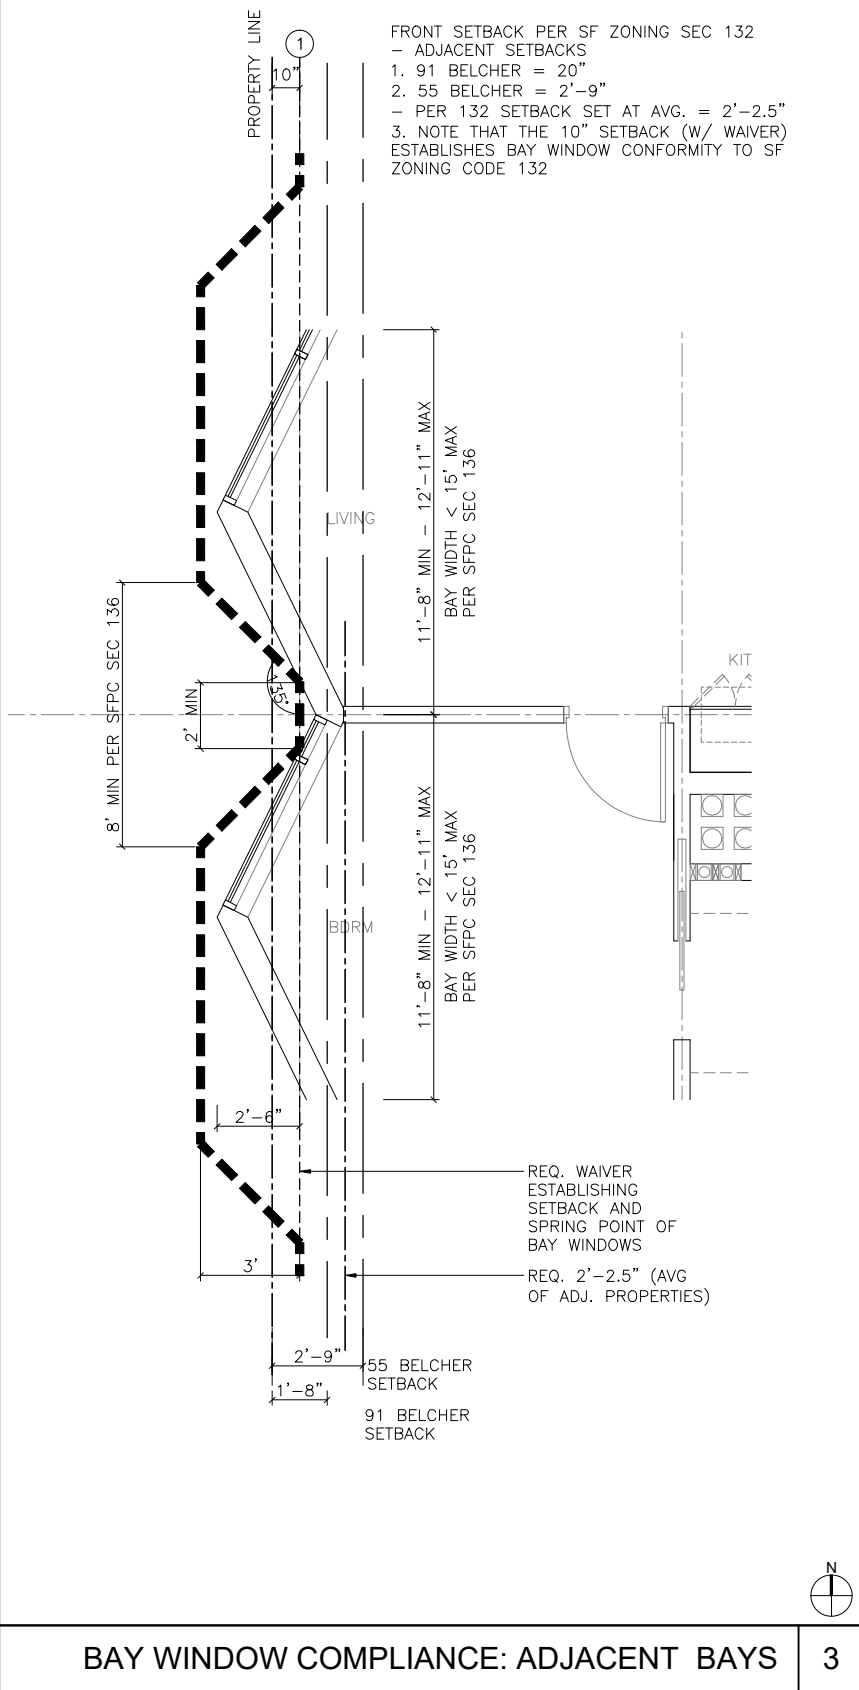 PROPERTY LINE
1
10"
FRONT SETBACK PER SF ZONING SEC 132
– ADJACENT SETBACKS
1. 91 BELCHER = 20"
2. 55 BELCHER = 2'–9"
– PER 132 SETBACK SET AT AVG. = 2'–2.5"
3. NOTE THAT THE 10" SETBACK (W/ WAIVER)
ESTABLISHES BAY WINDOW CONFORMITY TO SF
ZONING CODE 132
11'–8" MIN – 12'–11" MAX
BAY WIDTH < 15' MAX
PER SFPC SEC 136
LIVING
8' MIN PER SFPC SEC 136
2' MIN
135°
KIT
11'–8" MIN – 12'–11" MAX
BAY WIDTH < 15' MAX
PER SFPC SEC 136
BDRM
2'–6"
REQ. WAIVER
ESTABLISHING
SETBACK AND
SPRING POINT OF
BAY WINDOWS
3'
REQ. 2'–2.5" (AVG
OF ADJ. PROPERTIES)
2'–9"
55 BELCHER
SETBACK
1'–8"
91 BELCHER
SETBACK
N
BAY WINDOW COMPLIANCE: ADJACENT BAYS
3